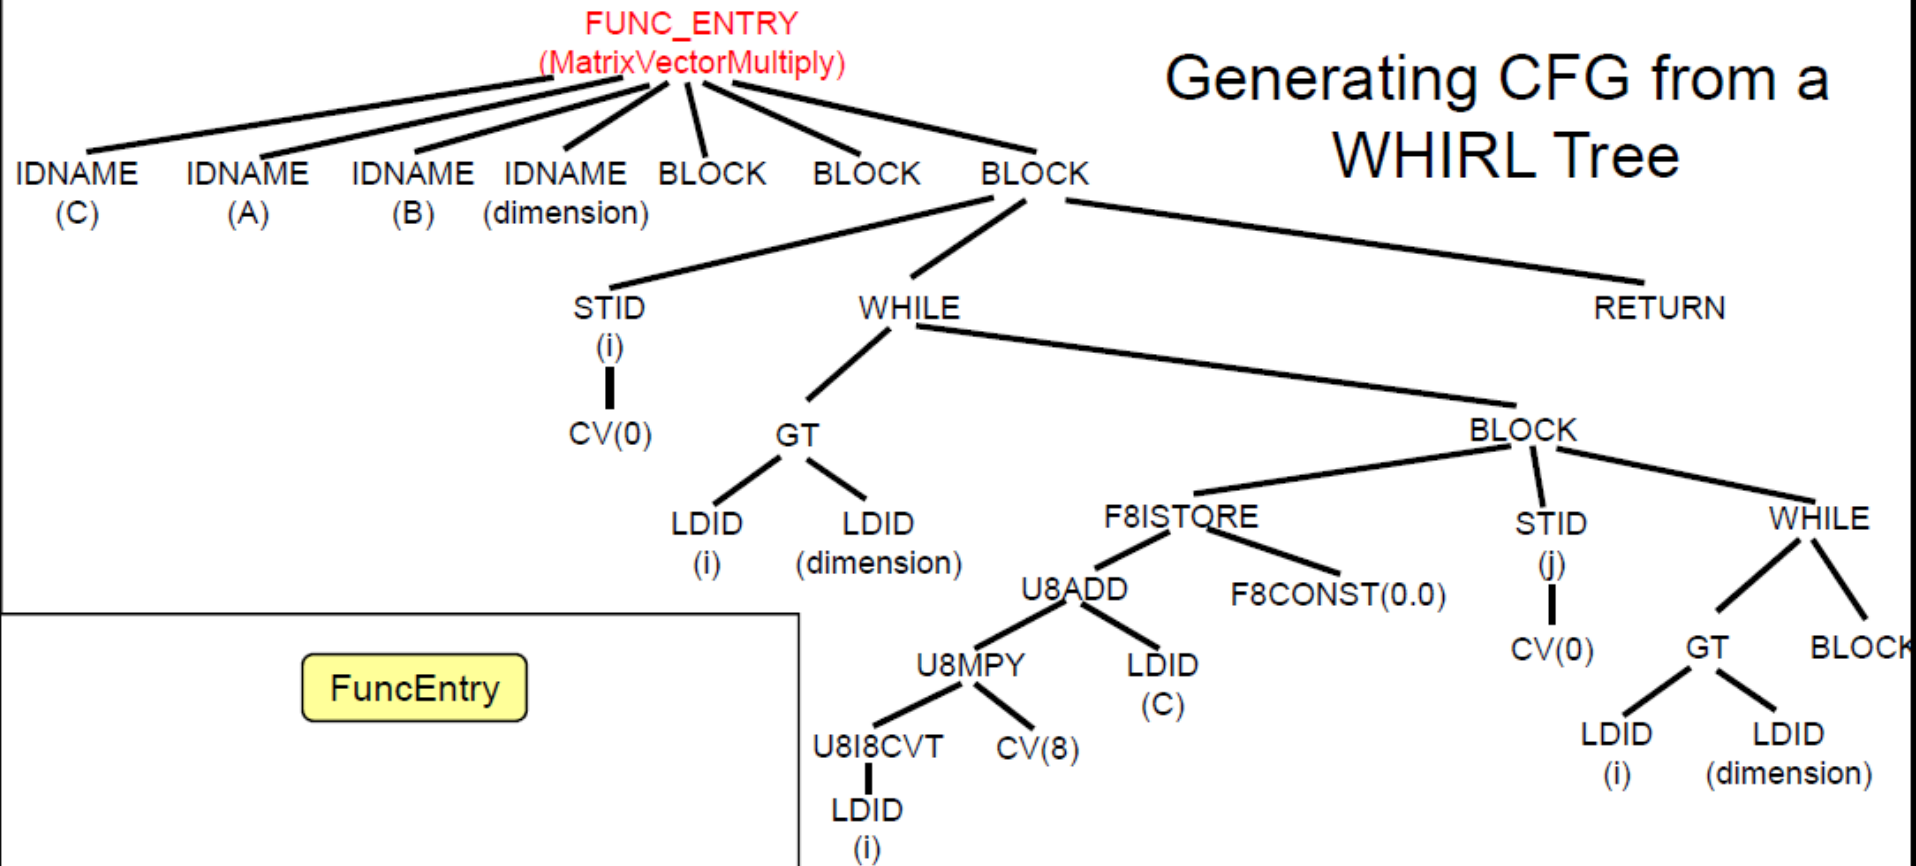 FUNC_ENTRY
(MatrixVectorMultiply)
Generating CFG from a
WHIRL Tree
IDNAME IDNAME IDNAME IDNAME BLOCK BLOCK BLOCK
(C) (A) (B) (dimension)
STID WHILE RETURN
(i)
CV(0) GT BLOCK
LDID LDID F8ISTORE STID WHILE
(i) (dimension) (j)
U8ADD F8CONST(0.0)
U8MPY LDID CV(0) GT BLOCK
(C)
FuncEntry
U8I8CVT CV(8) LDID LDID
(i) (dimension)
LDID
(i)